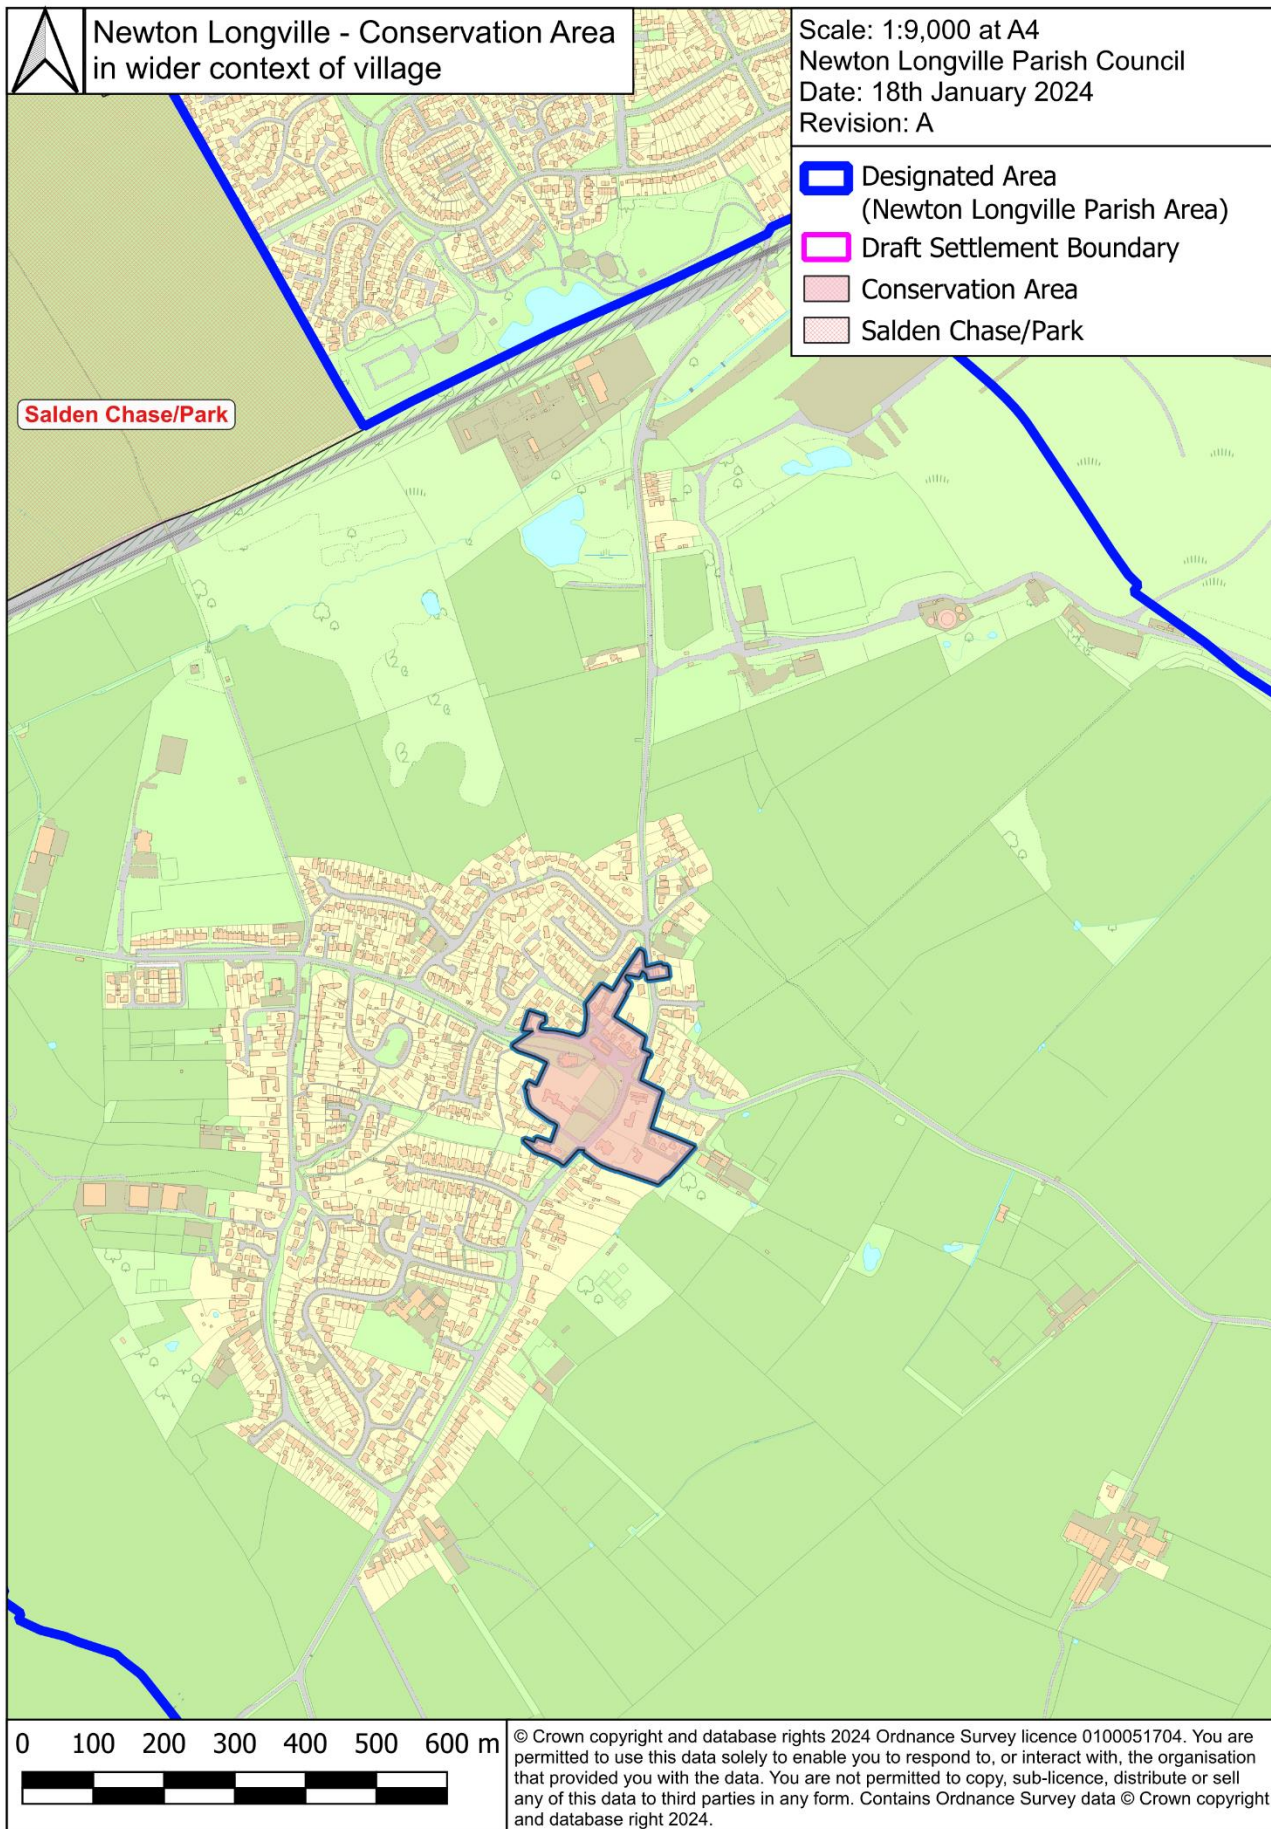 Newton Longville - Conservation Area
in wider context of village
Scale: 1:9,000 at A4
Newton Longville Parish Council
Date: 18th January 2024
Revision: A
Designated Area
(Newton Longville Parish Area)
Draft Settlement Boundary
Conservation Area
Salden Chase/Park
Salden Chase/Park
0 100 200 300 400 500 600 m
© Crown copyright and database rights 2024 Ordnance Survey licence 0100051704. You are
permitted to use this data solely to enable you to respond to, or interact with, the organisation
that provided you with the data. You are not permitted to copy, sub-licence, distribute or sell
any of this data to third parties in any form. Contains Ordnance Survey data © Crown copyright
and database right 2024.